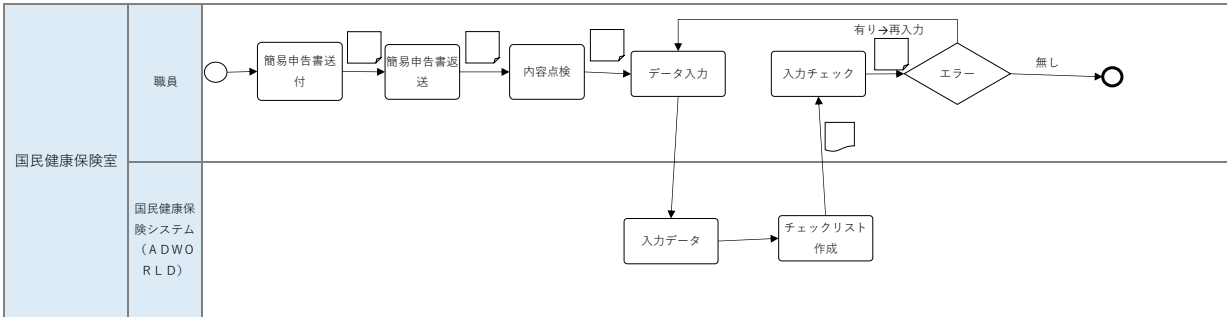 国民健康保険室
職員
簡易申告書送
付
簡易申告書返
送
内容点検
データ入力
入力チェック
有り→再入力
エラー
無し
国民健康保
険システム
（ＡＤＷＯ
ＲＬＤ）
入力データ
チェックリスト
作成